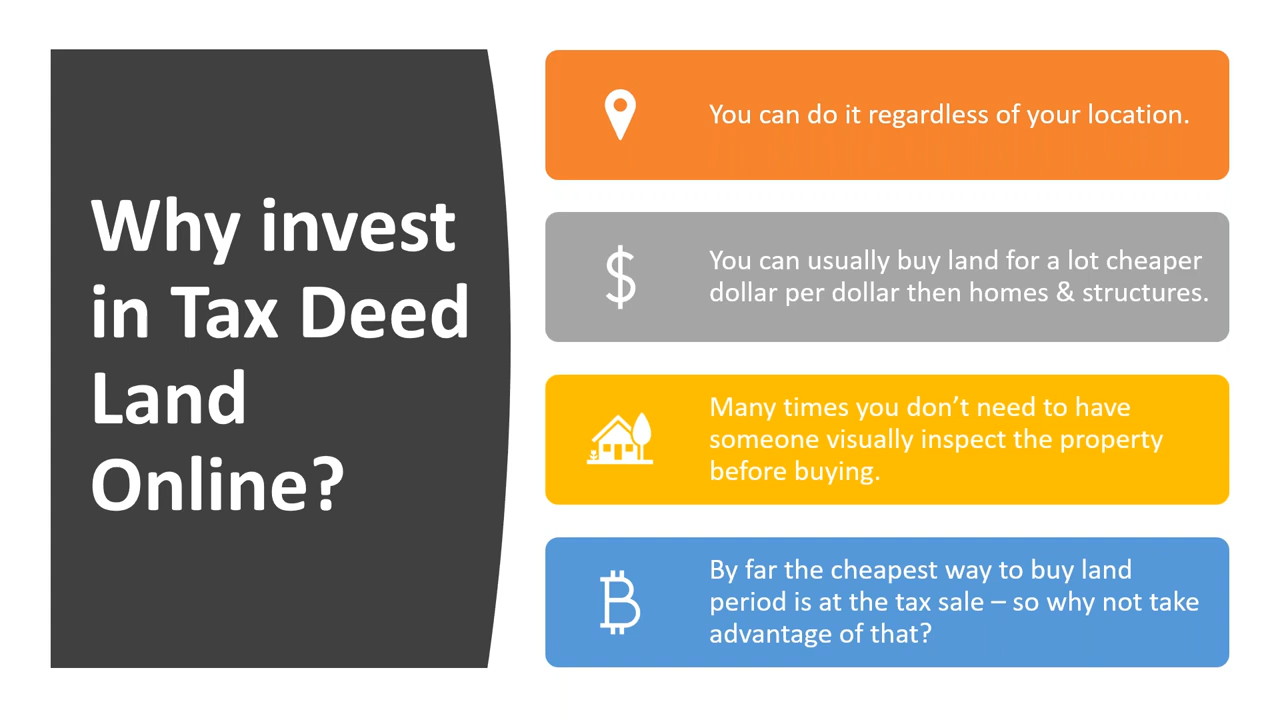 Why invest
in Tax Deed
Land
Online?
You can do it regardless of your location.
You can usually buy land for a lot cheaper
dollar per dollar then homes & structures.
Many times you don’t need to have
someone visually inspect the property
before buying.
By far the cheapest way to buy land
period is at the tax sale – so why not take
advantage of that?